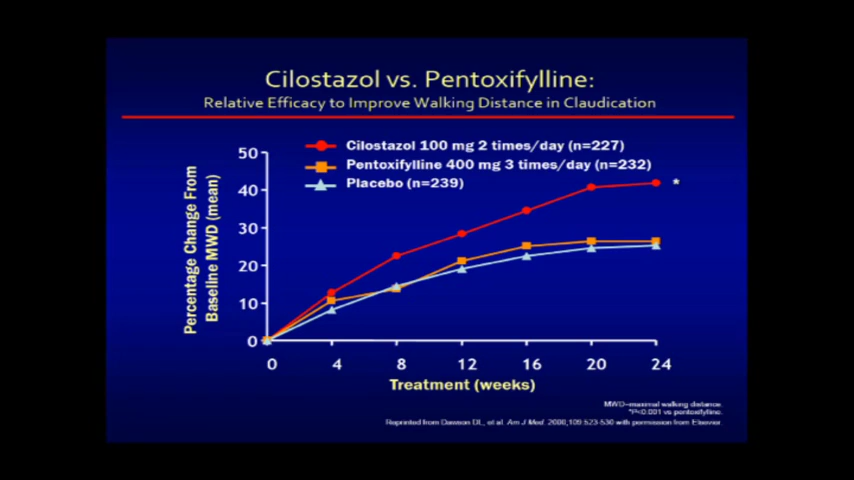 Cilostazol vs. Pentoxifylline:
Relative Efficacy to Improve Walking Distance in Claudication
Cilostazol 100 mg 2 times/day (n=227)
Pentoxifylline 400 mg 3 times/day (n=232)
Placebo (n=239)
Percentage Change From
Baseline MWD (mean)
50
40
30
20
10
0
*
0 4 8 12 16 20 24
Treatment (weeks)
MWD=maximal walking distance.
*P<0.001 vs pentoxifylline.
Reprinted from Dawson DL, et al. Am J Med. 2000;109:523-530 with permission from Elsevier.